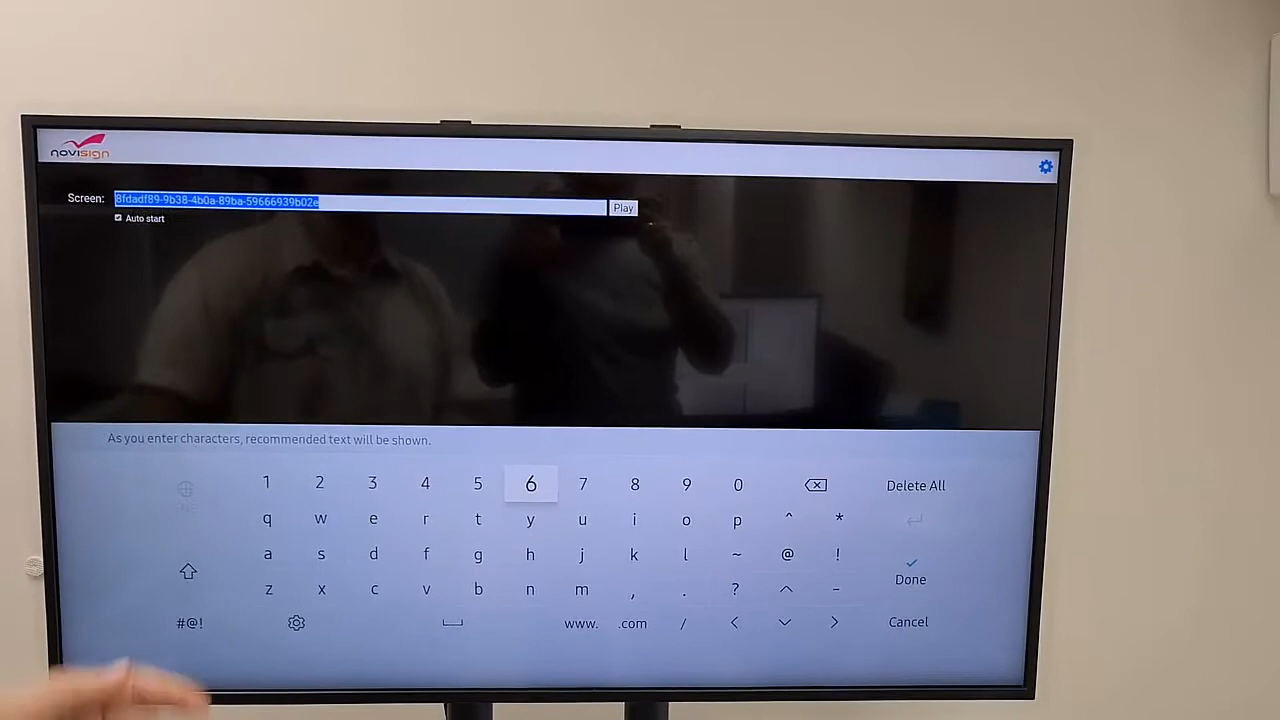 novisign
Screen: 8fdadf89-9b38-4b0a-89ba-59666939b02e Play
Auto start
As you enter characters, recommended text will be shown.
1 2 3 4 5 6 7 8 9 0 Delete All
q w e r t y u i o p ^ *
a s d f g h j k l ~ @ !
z x c v b n m , . ? ^ - Done
#@! www. .com / < > Cancel